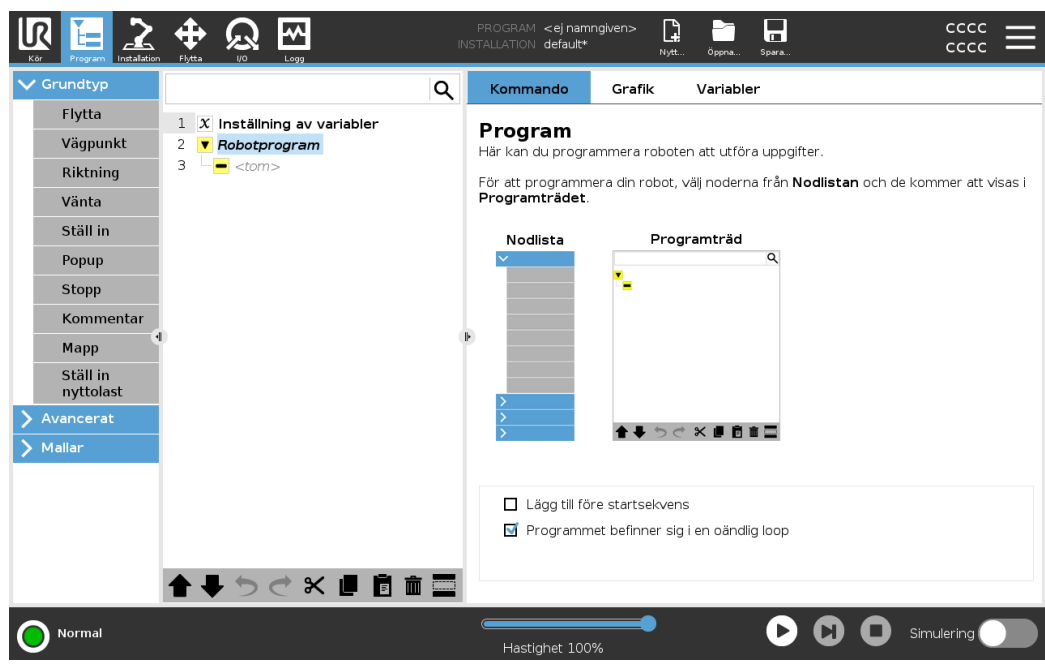 UR
Kör
Program
Installation
Flytta
I/O
Logg
PROGRAM <ej namngiven>
INSTALLATION default*
Nytt...
Öppna...
Spara...
cccc
cccc
Grundtyp
Flytta
Vägpunkt
Riktning
Vänta
Ställ in
Popup
Stopp
Kommentar
Mapp
Ställ in
nyttolast
Avancerat
Mallar
1 X Inställning av variabler
2 Robotprogram
3 <tom>
Kommando
Grafik
Variabler
Program
Här kan du programmera roboten att utföra uppgifter.
För att programmera din robot, välj noderna från Nodlistan och de kommer att visas i
Programträdet.
Nodlista
Programträd
Lägg till före startsekvens
Programmet befinner sig i en oändlig loop
Normal
Hastighet 100%
Simulering